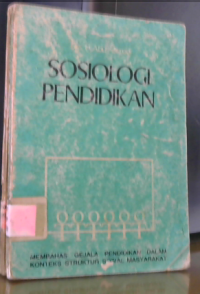 SOSIOLOGI
PENDIDIKAN
MEMBAHAS GEJALA PENDIDIKAN DALAM
KONTEKS STRUKTUR SOSIAL MASYARAKAT